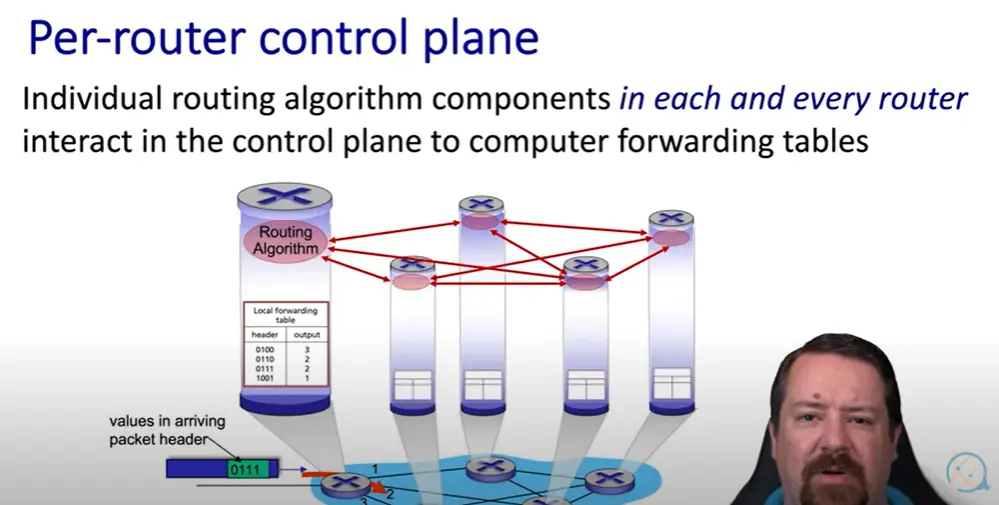 Per-router control plane
Individual routing algorithm components in each and every router
interact in the control plane to computer forwarding tables
Routing
Algorithm
Local forwarding
table
header output
0100 3
0110 2
0111 2
1001 1
values in arriving
packet header
0111
1
2
3